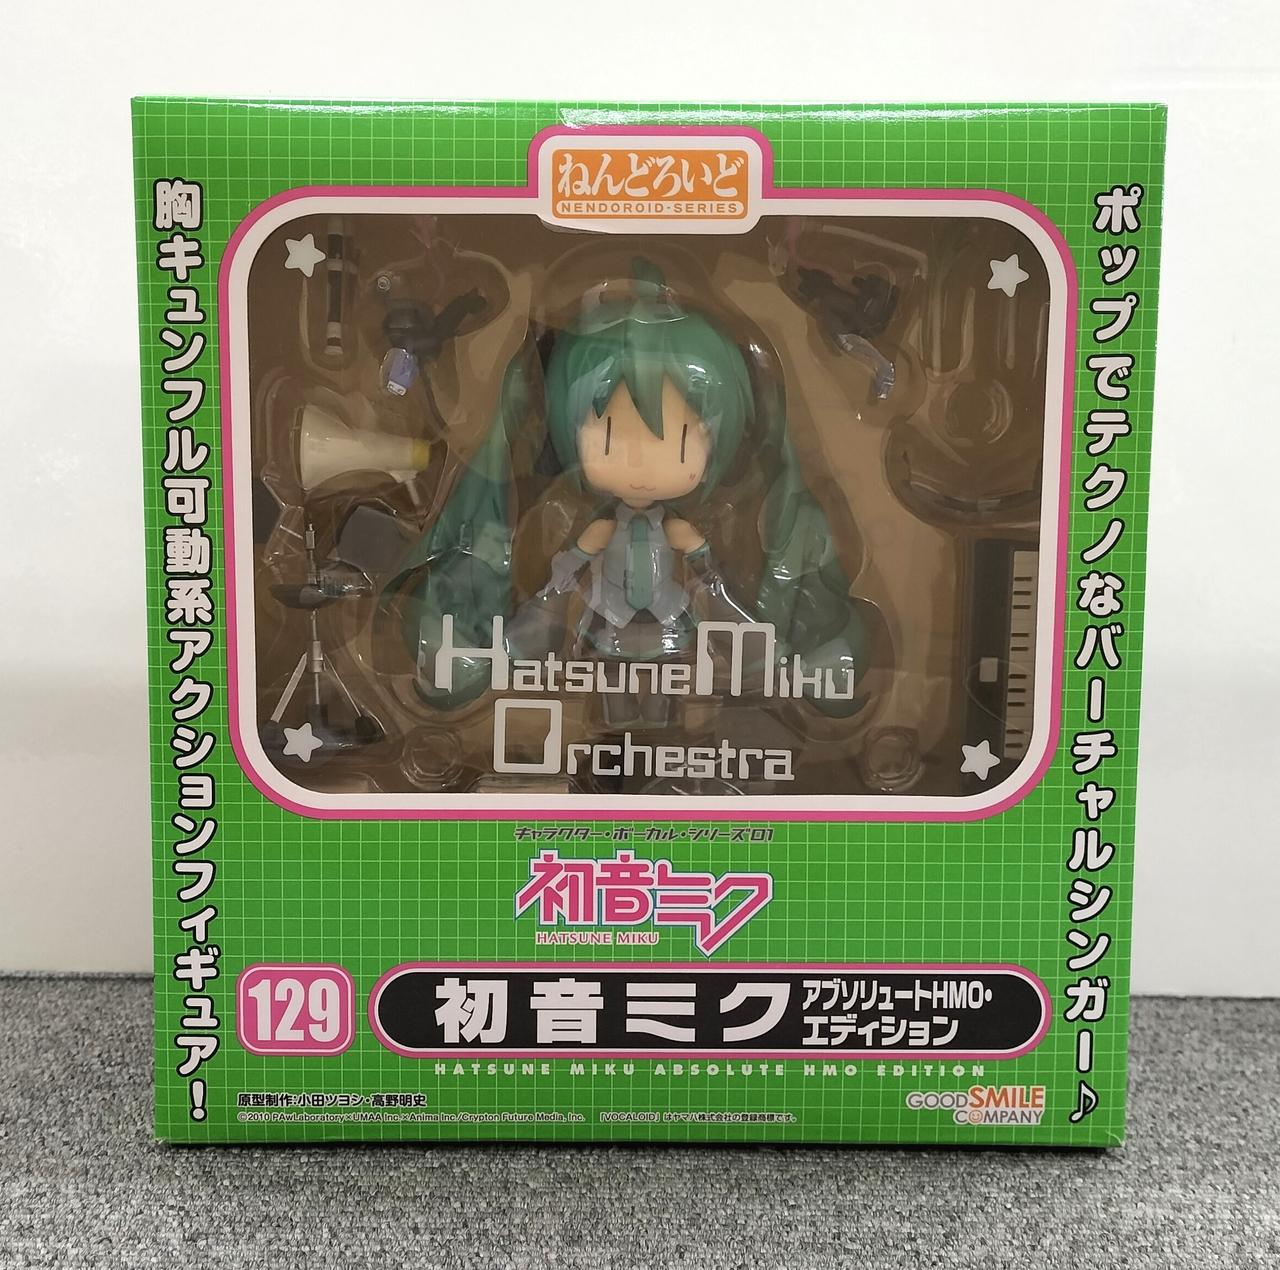 ねんどろいど
NENDOROID-SERIES
胸キュンフル可動系アクションフィギュア!
ポップでテクノなバーチャルシンガー♪
Hatsune Miku
Orchestra
キャラクター・ボーカル・シリーズ01
初音ミク
HATSUNE MIKU
129
初音ミク
アブソリュートHMO・
エディション
HATSUNE MIKU ABSOLUTE HMO EDITION
原型制作:小田ツヨシ・高野明史
©2010 PAwLaboratory×UMAA Inc.×Anima Inc./Crypton Future Media, Inc. 「VOCALOID」はヤマハ株式会社の登録商標です。
GOOD SMILE
COMPANY